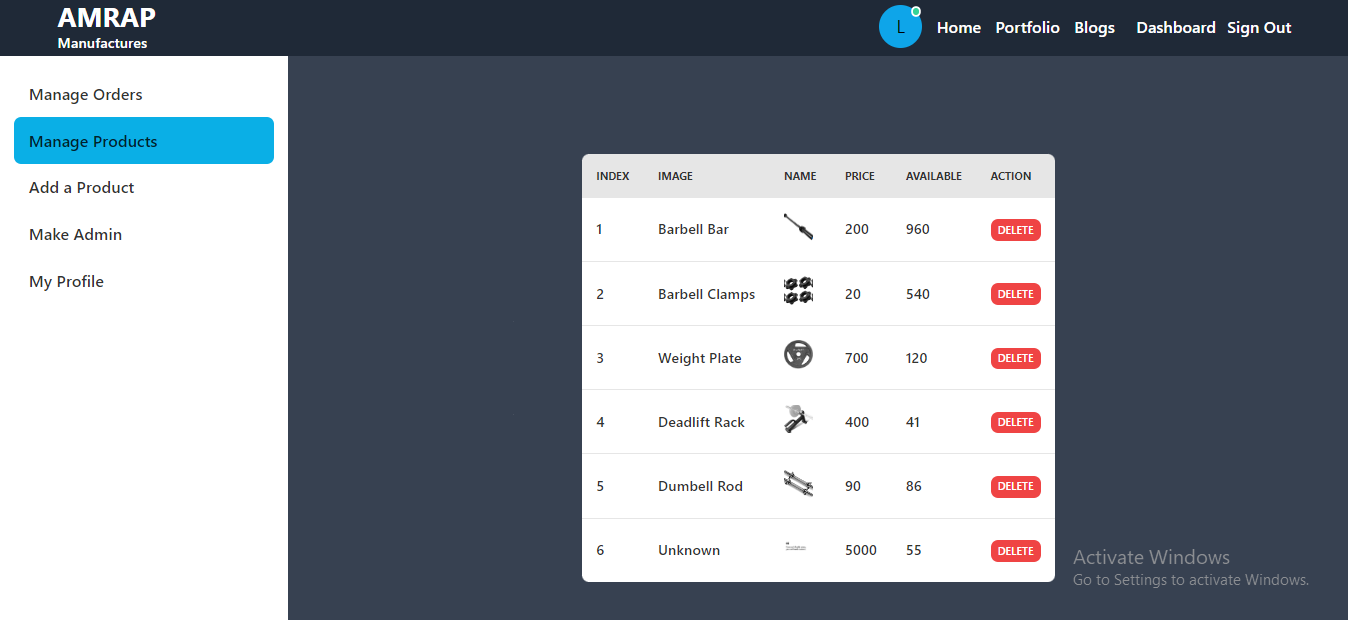 AMRAP
Manufactures
L Home Portfolio Blogs Dashboard Sign Out
Manage Orders
Manage Products
Add a Product
Make Admin
My Profile
INDEX IMAGE NAME PRICE AVAILABLE ACTION
1 Barbell Bar 200 960 DELETE
2 Barbell Clamps 20 540 DELETE
3 Weight Plate 700 120 DELETE
4 Deadlift Rack 400 41 DELETE
5 Dumbell Rod 90 86 DELETE
6 Unknown 5000 55 DELETE
Activate Windows
Go to Settings to activate Windows.